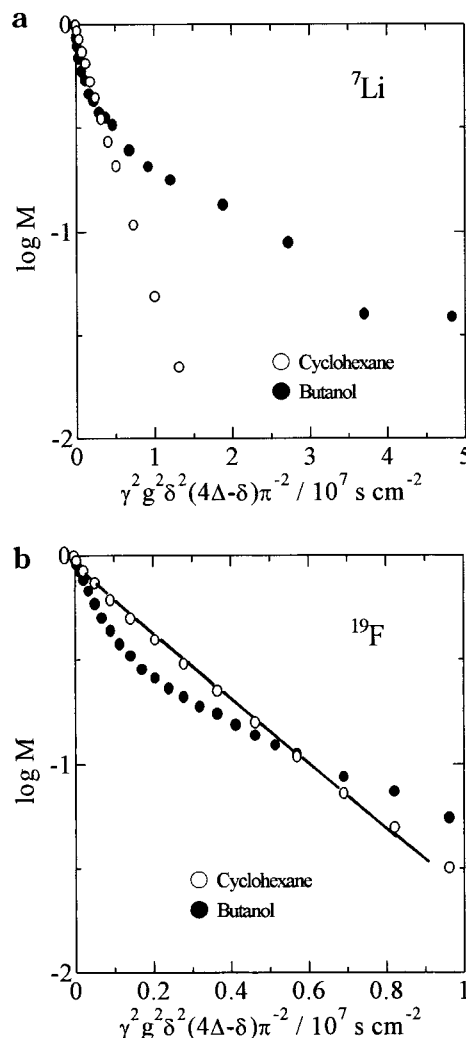 a
0
⁷Li
log M
-1
○ Cyclohexane
● Butanol
-2
0 1 2 3 4 5
γ²g²δ²(4Δ-δ)π⁻² / 10⁷ s cm⁻²
b
0
¹⁹F
log M
-1
○ Cyclohexane
● Butanol
-2
0 0.2 0.4 0.6 0.8 1
γ²g²δ²(4Δ-δ)π⁻² / 10⁷ s cm⁻²